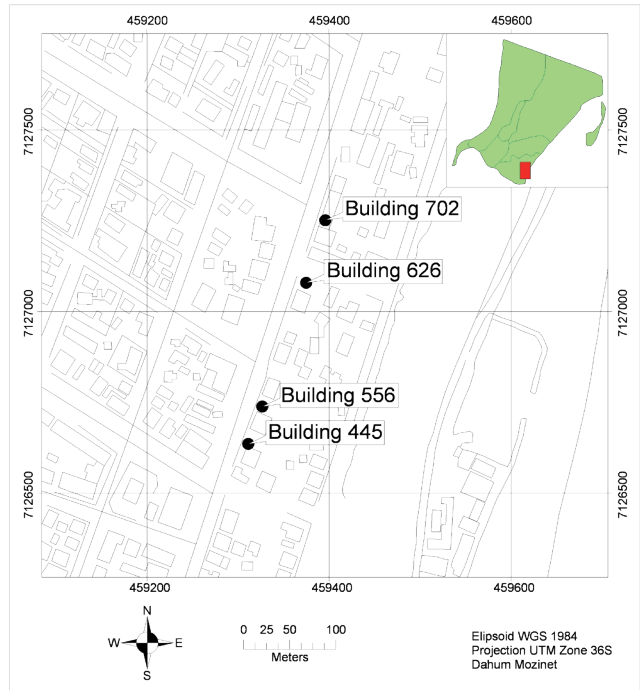 459200 459400 459600
7127500 7127500
Building 702
Building 626
7127000 7127000
Building 556
Building 445
7126500 7126500
459200 459400 459600
N
W E
S
0 25 50 100
Meters
Elipsoid WGS 1984
Projection UTM Zone 36S
Dahum Mozinet